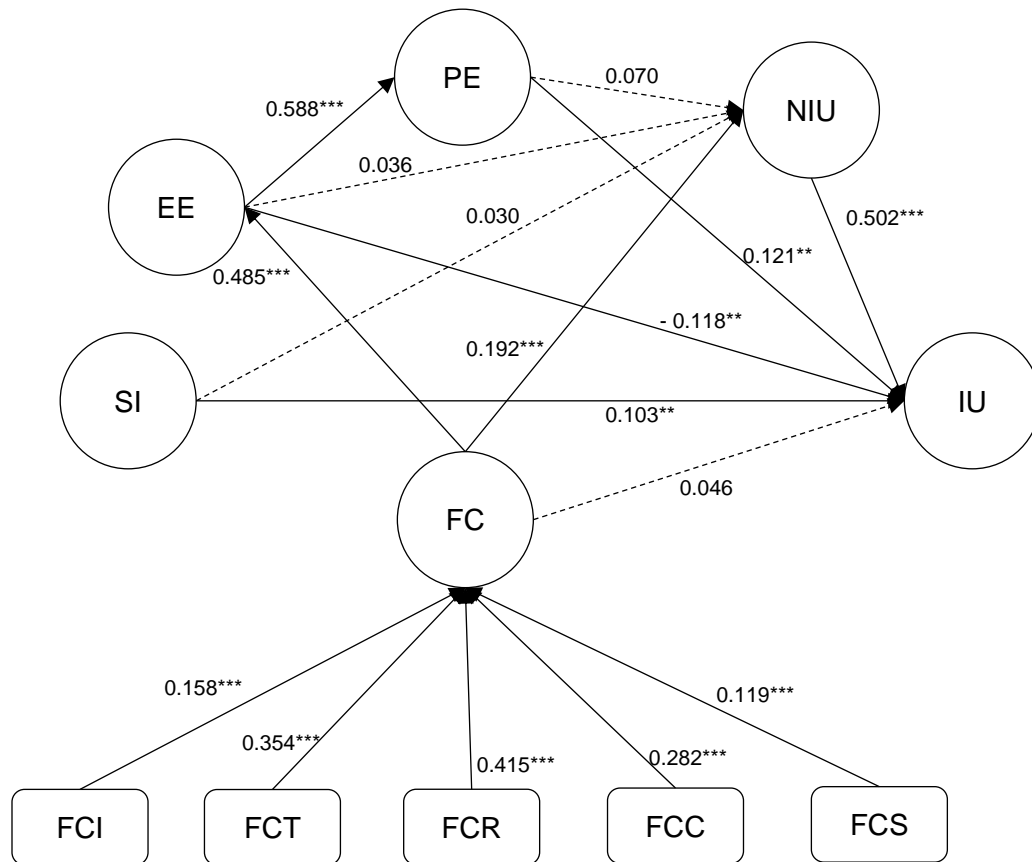 PE
0.070
NIU
0.588***
0.036
EE
0.030
0.502***
0.485***
0.121**
- 0.118**
0.192***
SI
0.103**
IU
0.046
FC
0.158***
0.119***
0.354***
0.415***
0.282***
FCI
FCT
FCR
FCC
FCS